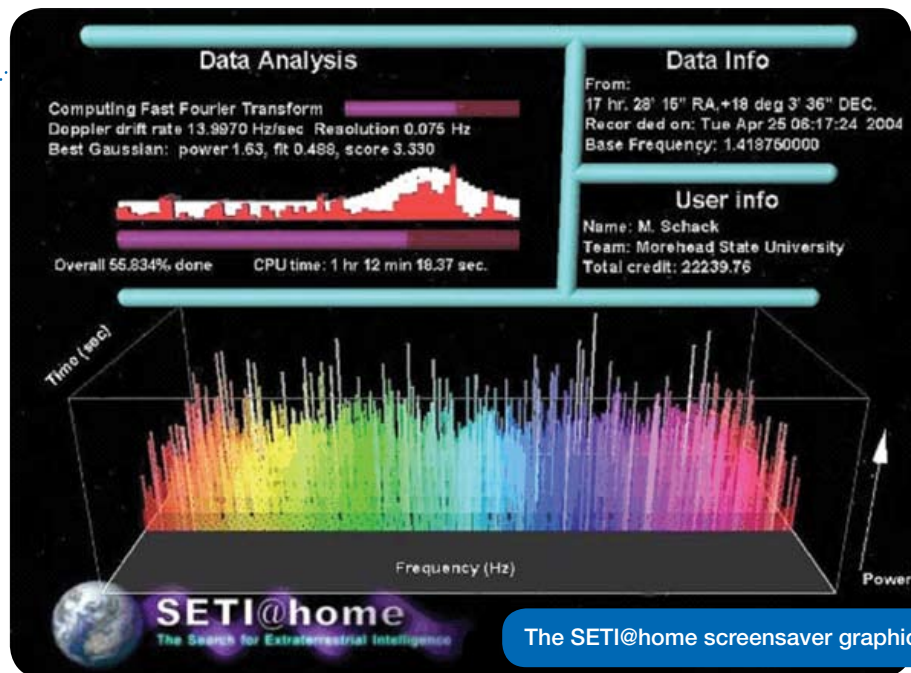 Data Analysis
Computing Fast Fourier Transform
Doppler drift rate 13.9970 Hz/sec Resolution 0.075 Hz
Best Gaussian: power 1.63, fit 0.488, score 3.330
Overall 55.834% done CPU time: 1 hr 12 min 18.37 sec.
Data Info
From:
17 hr. 28' 15" RA,+18 deg 3' 36" DEC.
Recorded on: Tue Apr 25 06:17:24 2004
Base Frequency: 1.418750000
User info
Name: M. Schack
Team: Morehead State University
Total credit: 22239.76
Time (sec)
Frequency (Hz)
Power
SETI@home
The Search for Extraterrestrial Intelligence
The SETI@home screensaver graphic